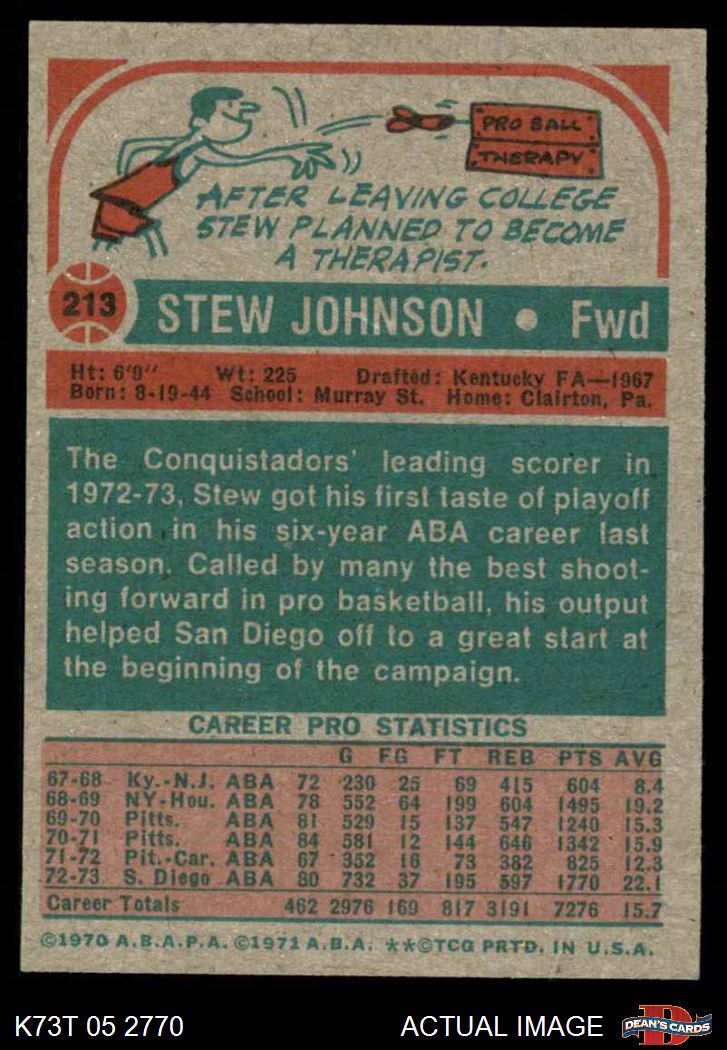 PRO BALL
THERAPY
AFTER LEAVING COLLEGE
STEW PLANNED TO BECOME
A THERAPIST.
213 STEW JOHNSON • Fwd
Ht: 6'9" Wt: 225 Drafted: Kentucky FA—1967
Born: 8-19-44 School: Murray St. Home: Clairton, Pa.
The Conquistadors' leading scorer in
1972-73, Stew got his first taste of playoff
action in his six-year ABA career last
season. Called by many the best shoot-
ing forward in pro basketball, his output
helped San Diego off to a great start at
the beginning of the campaign.
CAREER PRO STATISTICS
G FG FT REB PTS AVG
67-68 Ky.-N.J. ABA 72 230 25 69 415 604 8.4
68-69 NY-Hou. ABA 78 552 64 199 604 1495 19.2
69-70 Pitts. ABA 81 529 15 137 547 1240 15.3
70-71 Pitts. ABA 84 581 12 144 646 1342 15.9
71-72 Pit.-Car. ABA 67 352 16 73 382 825 12.3
72-73 S. Diego ABA 80 732 37 195 597 1770 22.1
Career Totals 462 2976 169 817 3191 7276 15.7
©1970 A.B.A.P.A. ©1971 A.B.A. **©TCG PRTD. IN U.S.A.
K73T 05 2770 ACTUAL IMAGE D DEAN'S CARDS